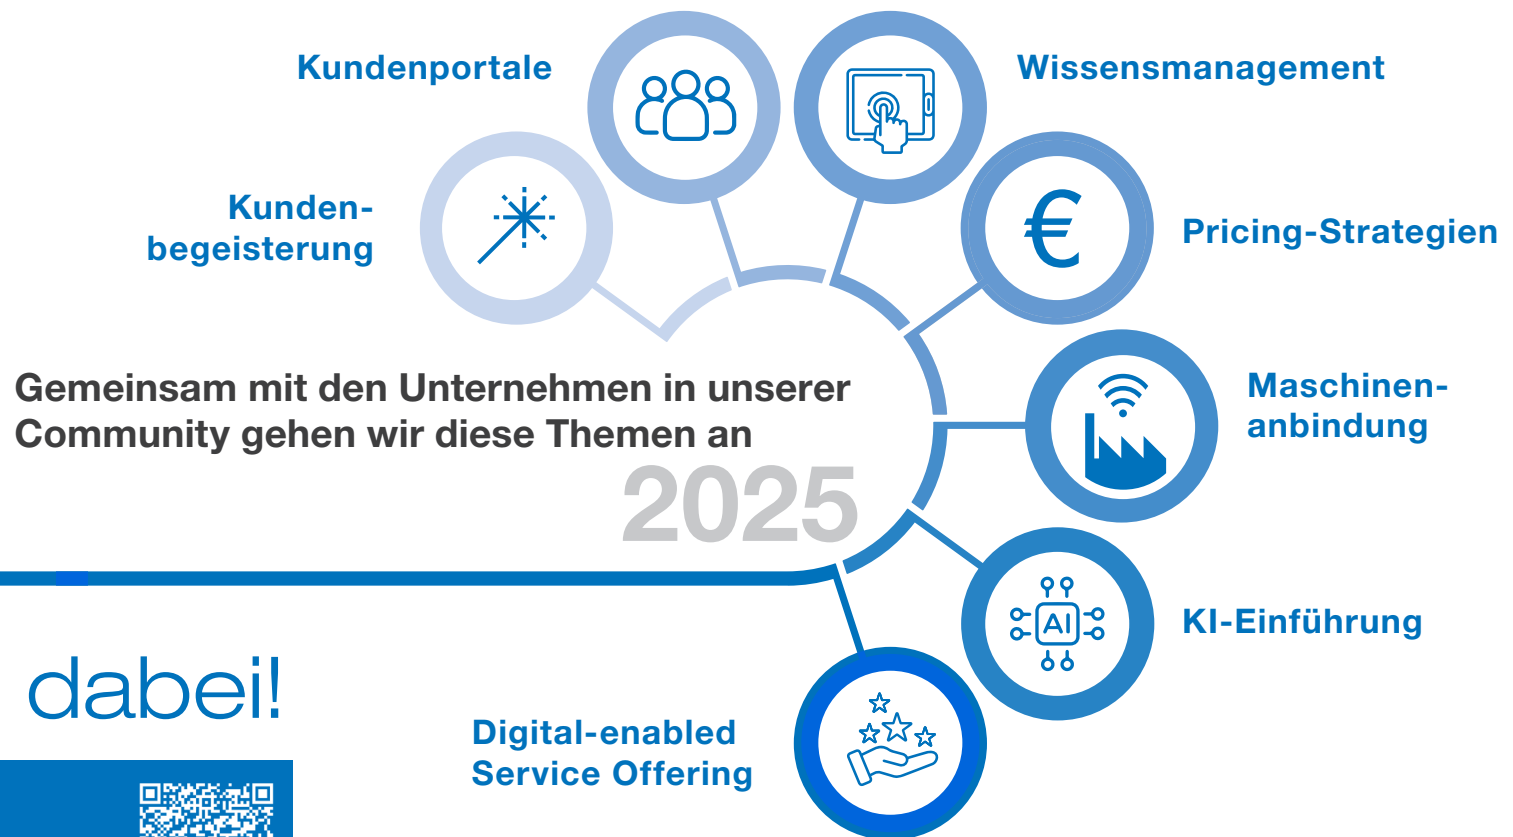 Kundenportale
Wissensmanagement
Kunden-
begeisterung
€
Pricing-Strategien
Gemeinsam mit den Unternehmen in unserer
Community gehen wir diese Themen an
2025
Maschinen-
anbindung
AI
KI-Einführung
dabei!
Digital-enabled
Service Offering